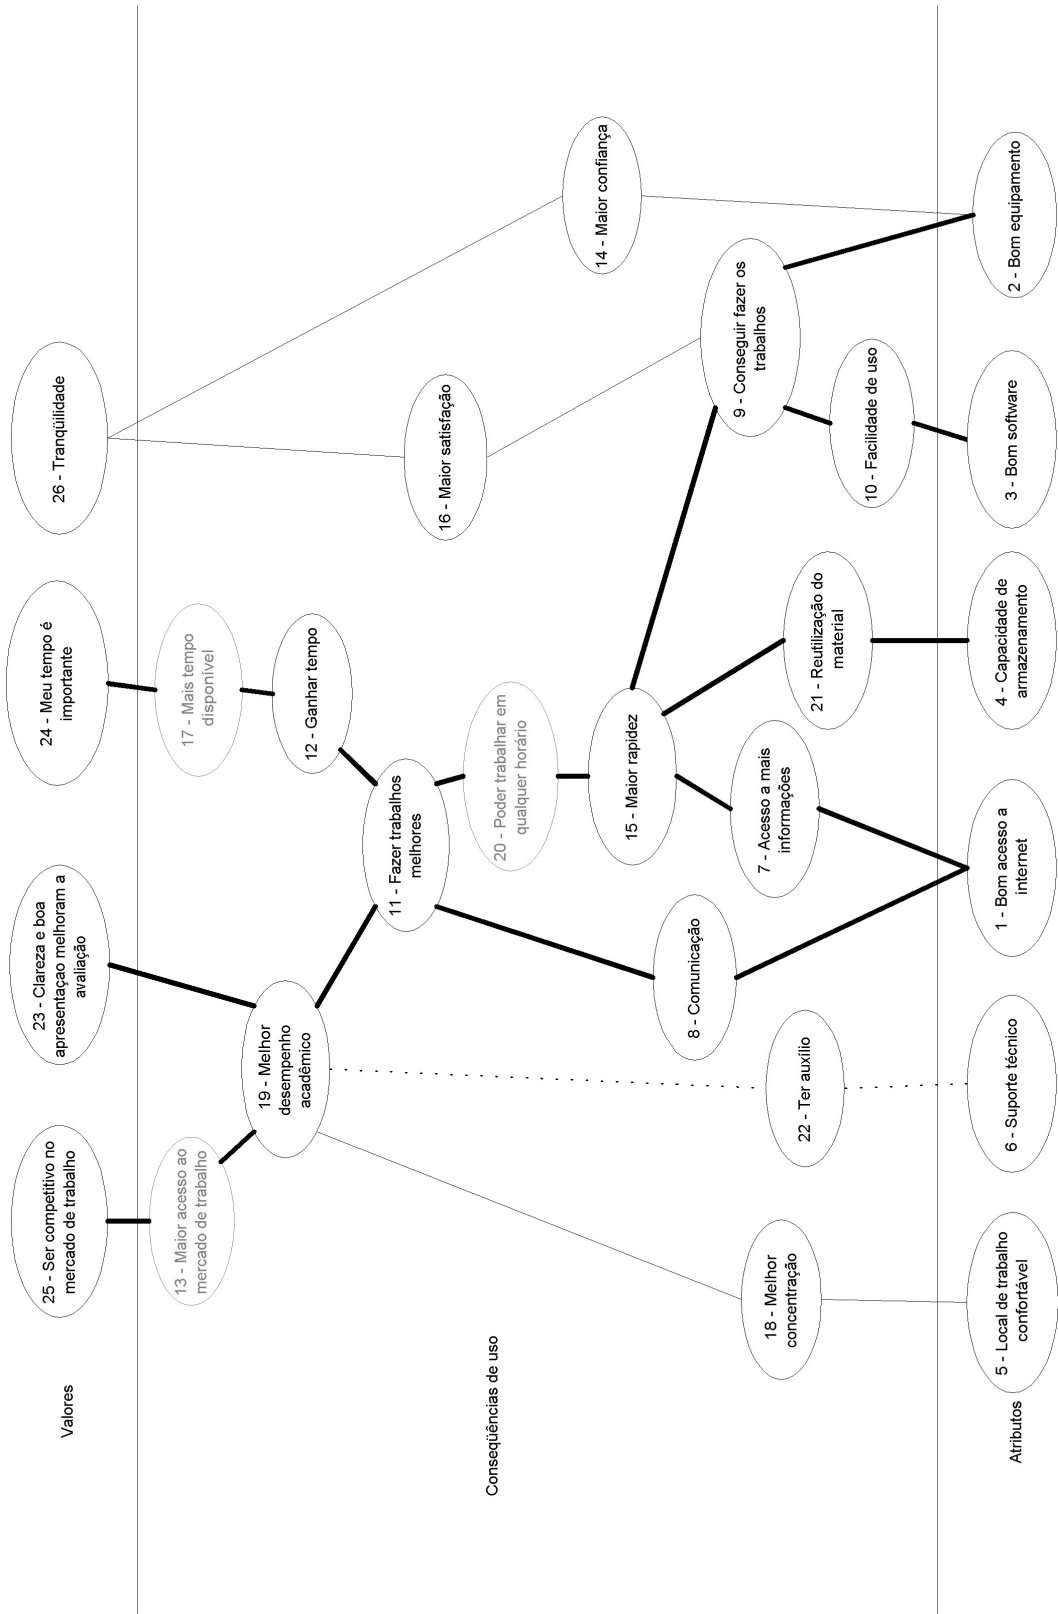 Valores
25 - Ser competitivo no
mercado de trabalho
23 - Clareza e boa
apresentaçao melhoram a
avaliação
24 - Meu tempo é
importante
26 - Tranqüilidade
13 - Maior acesso ao
mercado de trabalho
17 - Mais tempo
disponível
19 - Melhor
desempenho
acadêmico
12 - Ganhar tempo
11 - Fazer trabalhos
melhores
16 - Maior satisfação
Conseqüências de uso
20 - Poder trabalhar em
qualquer horário
14 - Maior confiança
15 - Maior rapidez
8 - Comunicação
9 - Conseguir fazer os
trabalhos
7 - Acesso a mais
informações
18 - Melhor
concentração
22 - Ter auxilio
21 - Reutilização do
material
10 - Facilidade de uso
Atributos
5 - Local de trabalho
confortável
6 - Suporte técnico
1 - Bom acesso a
internet
4 - Capacidade de
armazenamento
3 - Bom software
2 - Bom equipamento